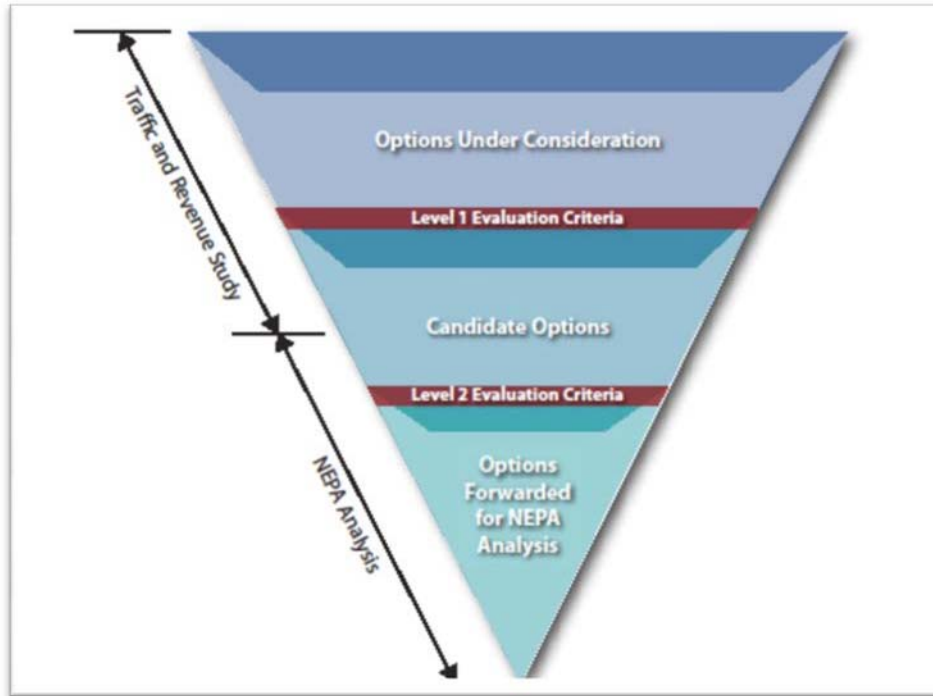 Traffic and Revenue Study
Options Under Consideration
Level 1 Evaluation Criteria
Candidate Options
Level 2 Evaluation Criteria
NEPA Analysis
Options
Forwarded
for NEPA
Analysis